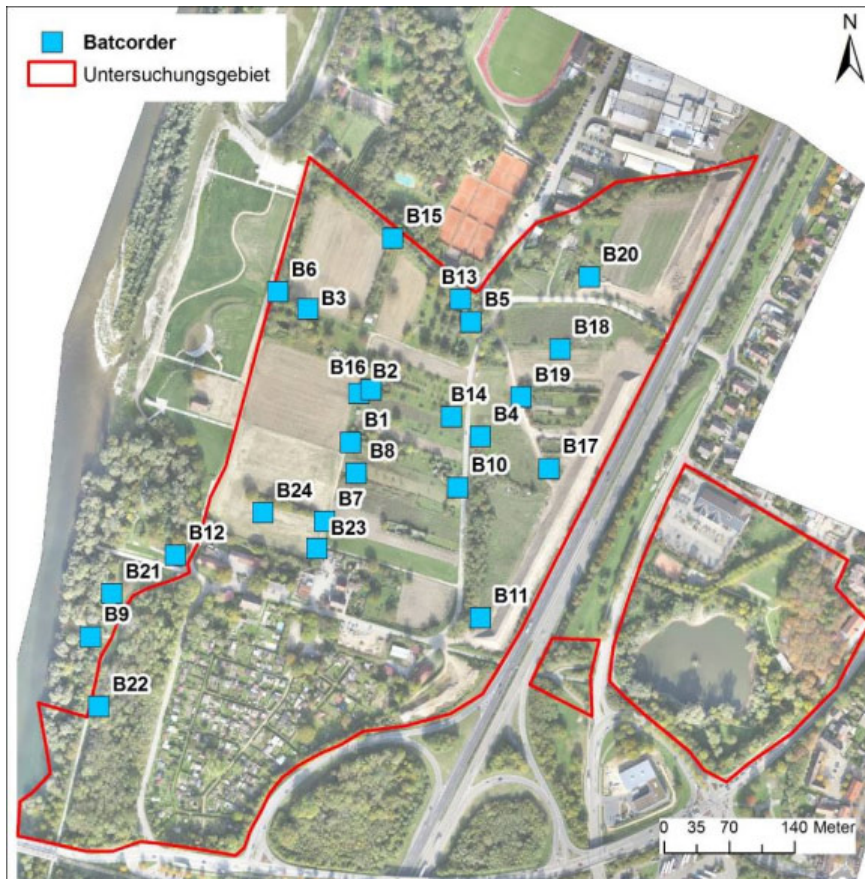 Batcorder
Untersuchungsgebiet
N
B15
B20
B6
B13
B3
B5
B18
B16
B2
B19
B14
B4
B1
B8
B17
B10
B24
B7
B23
B12
B21
B11
B9
B22
0 35 70 140 Meter